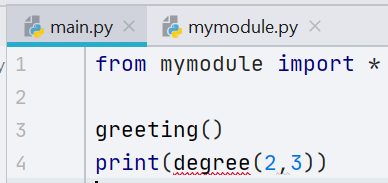 main.py mymodule.py
1 from mymodule import *
2
3 greeting()
4 print(degree(2,3))